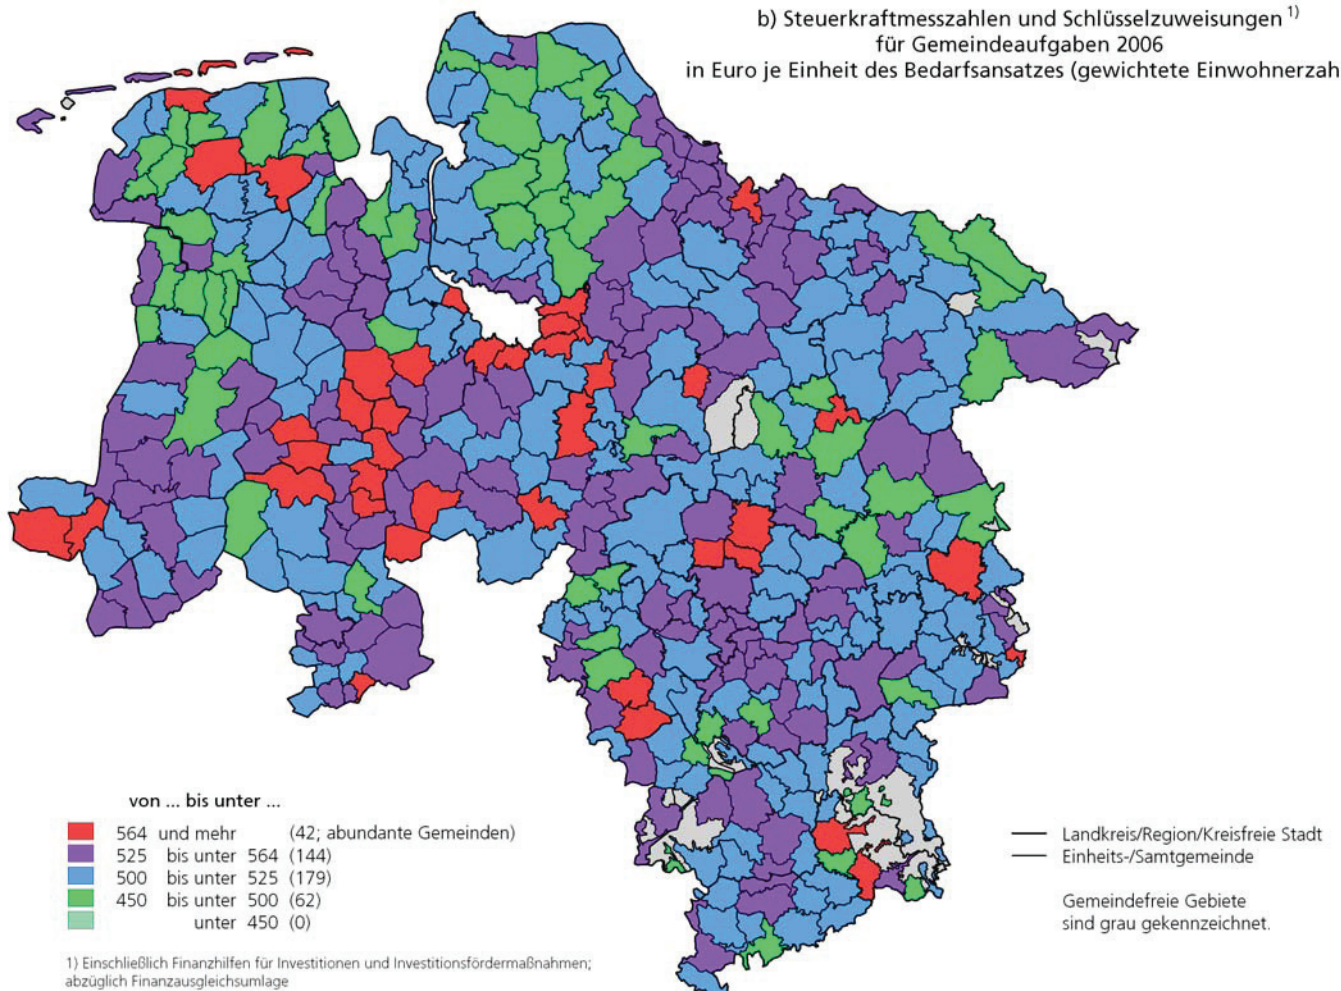 b) Steuerkraftmesszahlen und Schlüsselzuweisungen 1)
für Gemeindeaufgaben 2006
in Euro je Einheit des Bedarfsansatzes (gewichtete Einwohnerzah
von ... bis unter ...
564 und mehr (42; abundante Gemeinden)
525 bis unter 564 (144)
500 bis unter 525 (179)
450 bis unter 500 (62)
unter 450 (0)
Landkreis/Region/Kreisfreie Stadt
Einheits-/Samtgemeinde
Gemeindefreie Gebiete
sind grau gekennzeichnet.
1) Einschließlich Finanzhilfen für Investitionen und Investitionsfördermaßnahmen;
abzüglich Finanzausgleichsumlage